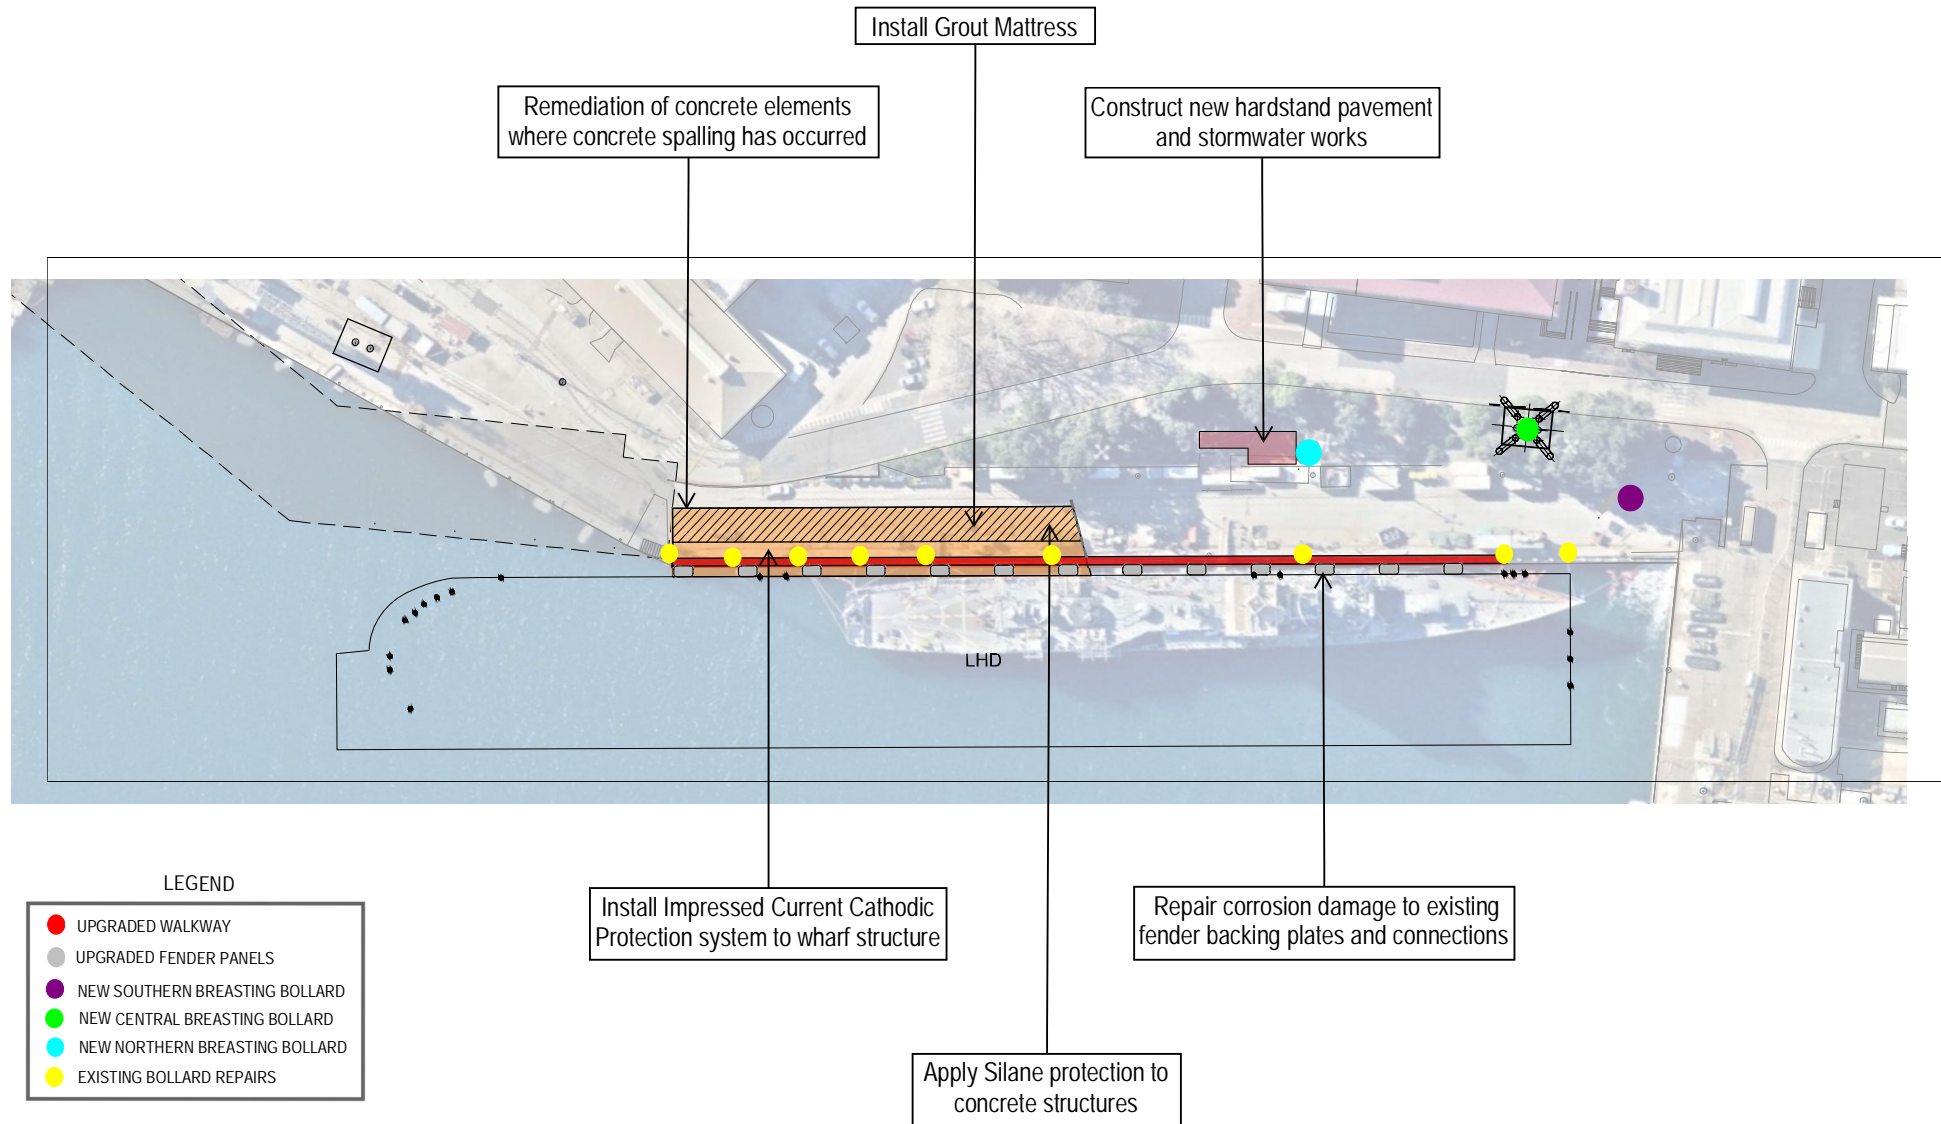 Install Grout Mattress
Remediation of concrete elements
where concrete spalling has occurred
Construct new hardstand pavement
and stormwater works
LHD
LEGEND
UPGRADED WALKWAY
UPGRADED FENDER PANELS
NEW SOUTHERN BREASTING BOLLARD
NEW CENTRAL BREASTING BOLLARD
NEW NORTHERN BREASTING BOLLARD
EXISTING BOLLARD REPAIRS
Install Impressed Current Cathodic
Protection system to wharf structure
Repair corrosion damage to existing
fender backing plates and connections
Apply Silane protection to
concrete structures